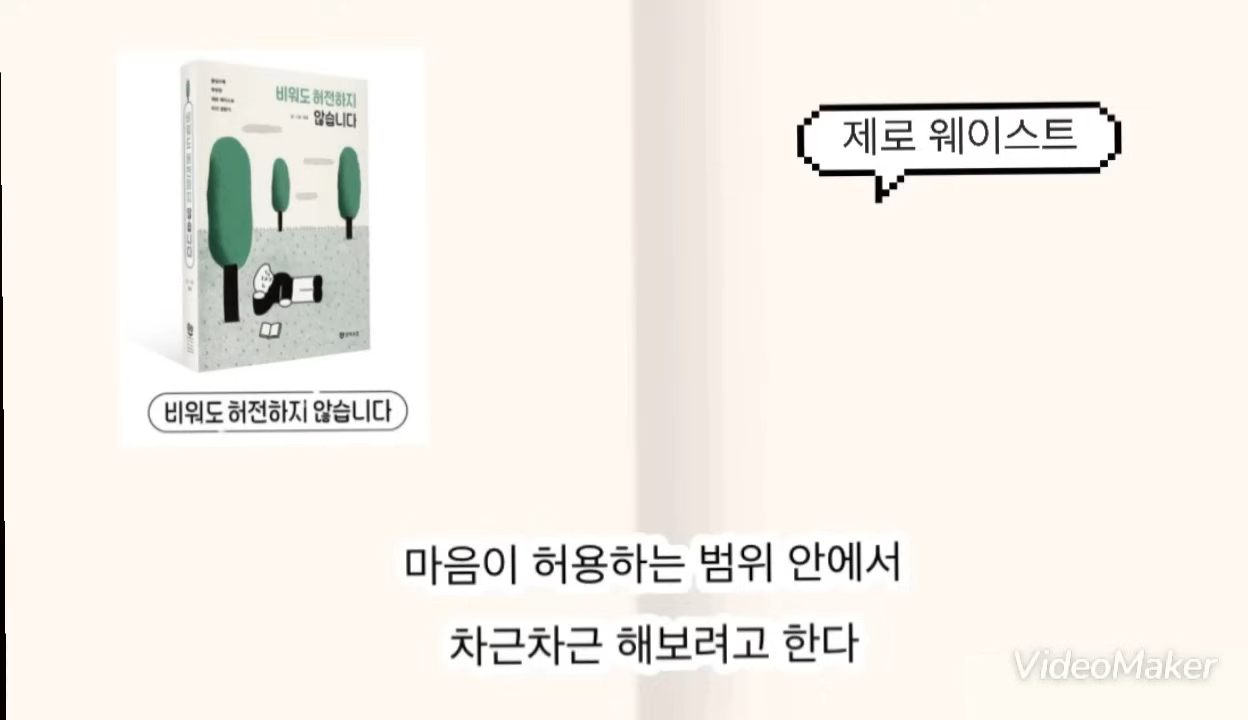 비워도 허전하지
않습니다
제로 웨이스트
비워도 허전하지 않습니다
마음이 허용하는 범위 안에서
차근차근 해보려고 한다
VideoMaker